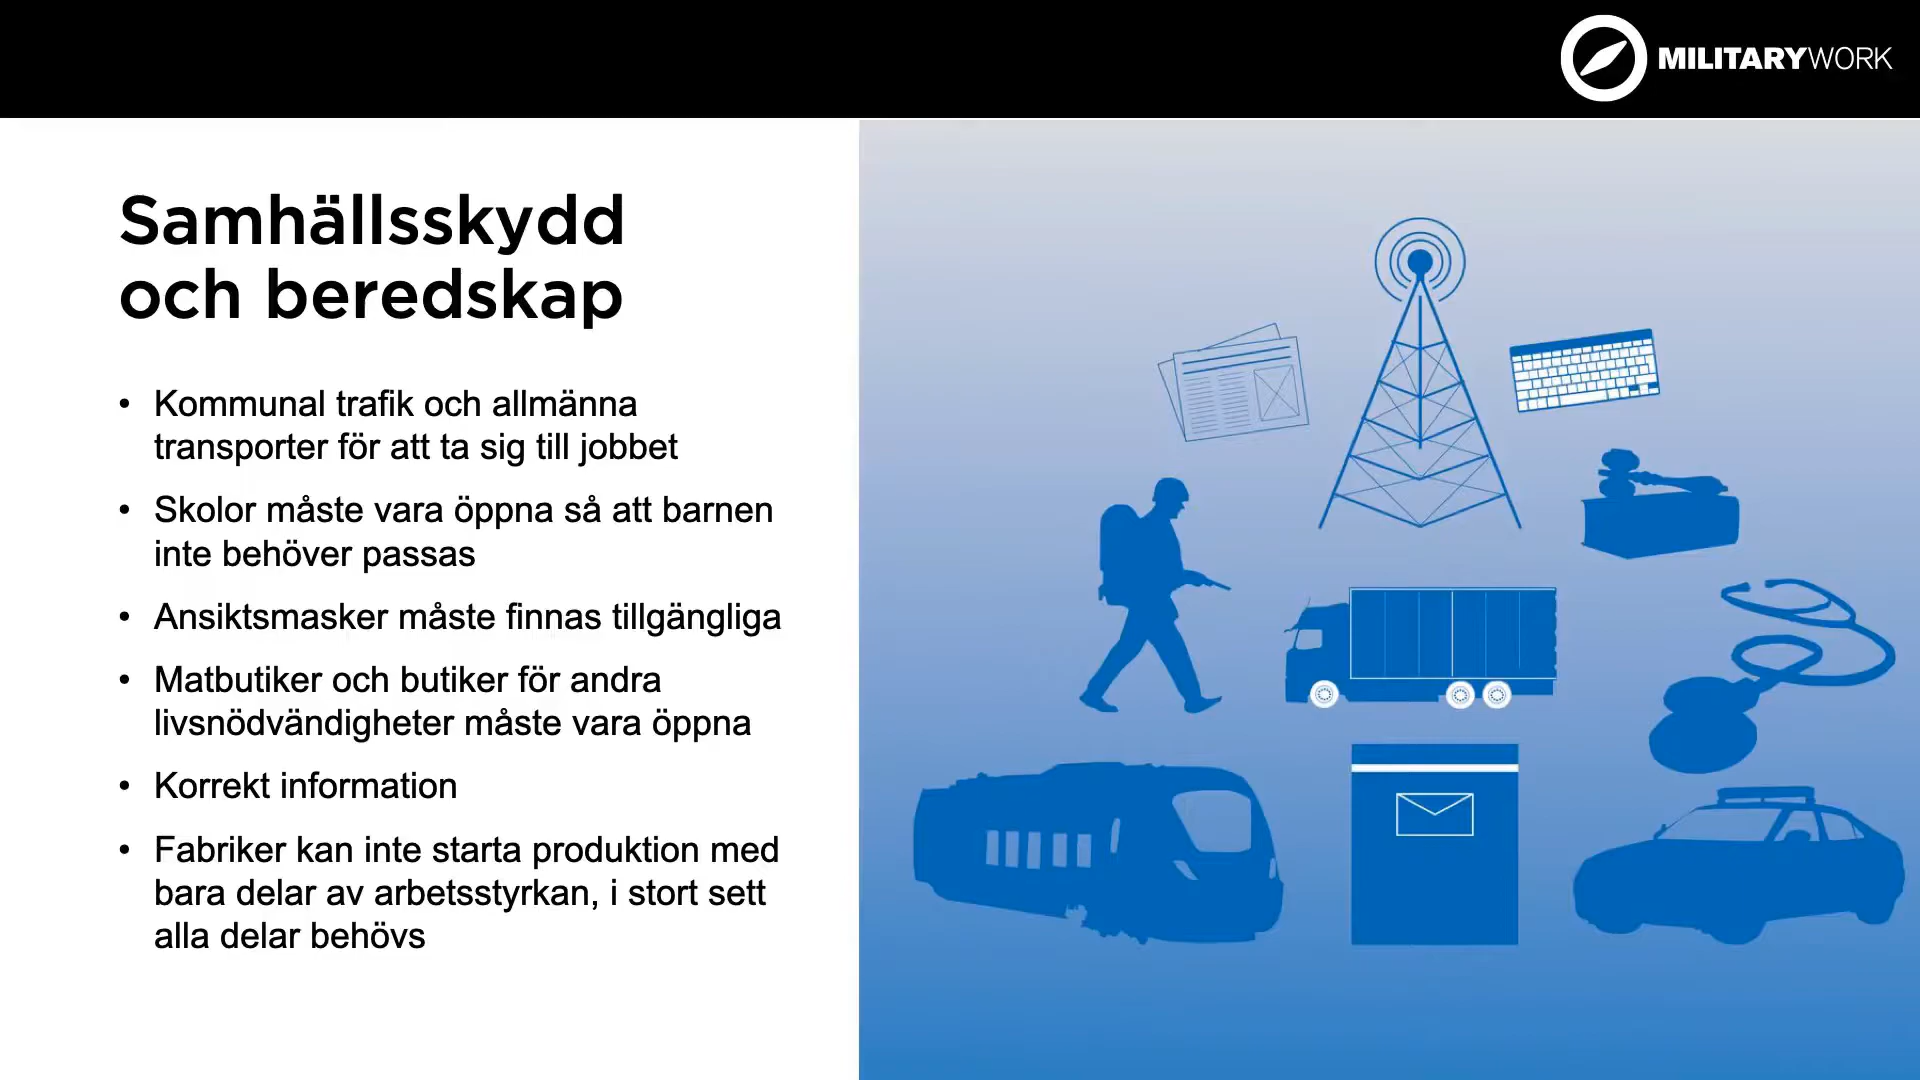 MILITARYWORK
Samhällsskydd
och beredskap
• Kommunal trafik och allmänna
transporter för att ta sig till jobbet
• Skolor måste vara öppna så att barnen
inte behöver passas
• Ansiktsmasker måste finnas tillgängliga
• Matbutiker och butiker för andra
livsnödvändigheter måste vara öppna
• Korrekt information
• Fabriker kan inte starta produktion med
bara delar av arbetsstyrkan, i stort sett
alla delar behövs